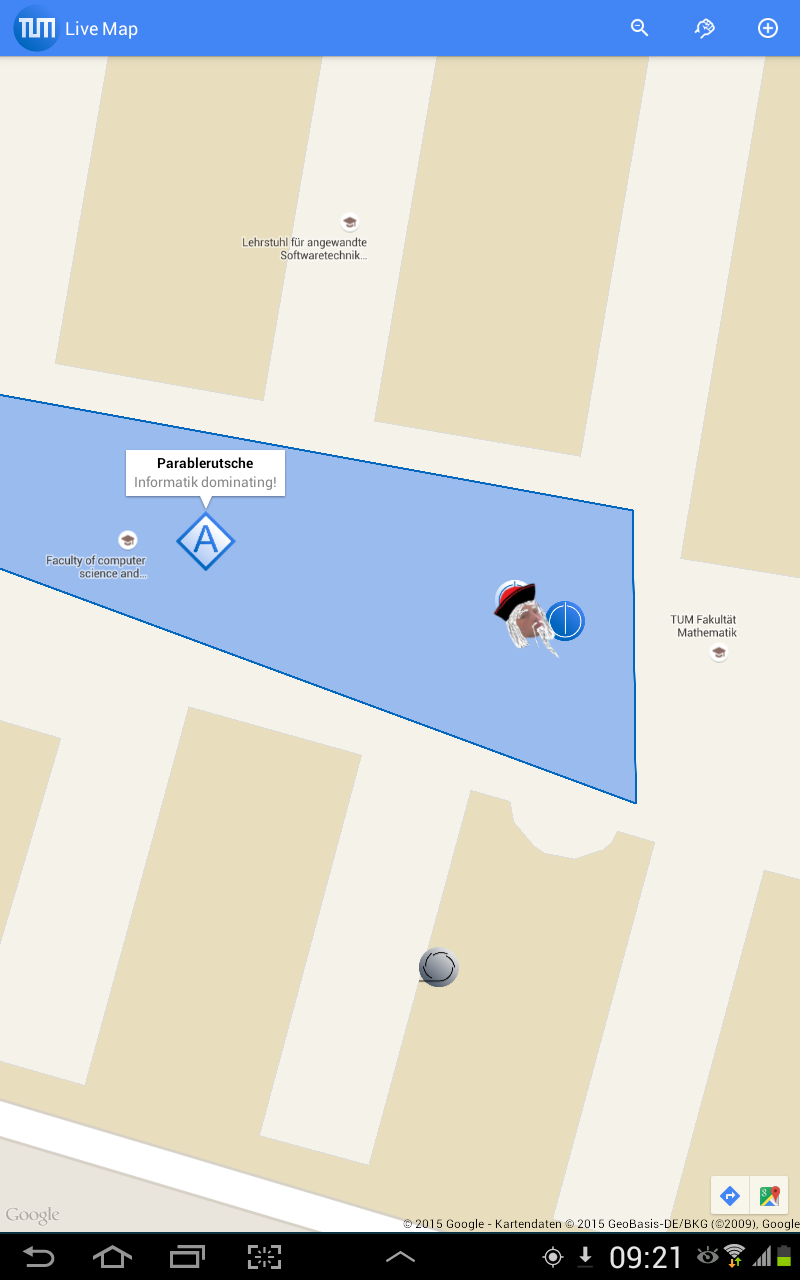 TUM Live Map
Lehrstuhl für angewandte
Softwaretechnik...
Parablerutsche
Informatik dominating!
A
Faculty of computer
science and...
TUM Fakultät
Mathematik
Google
© 2015 Google - Kartendaten © 2015 GeoBasis-DE/BKG (©2009), Google
09:21